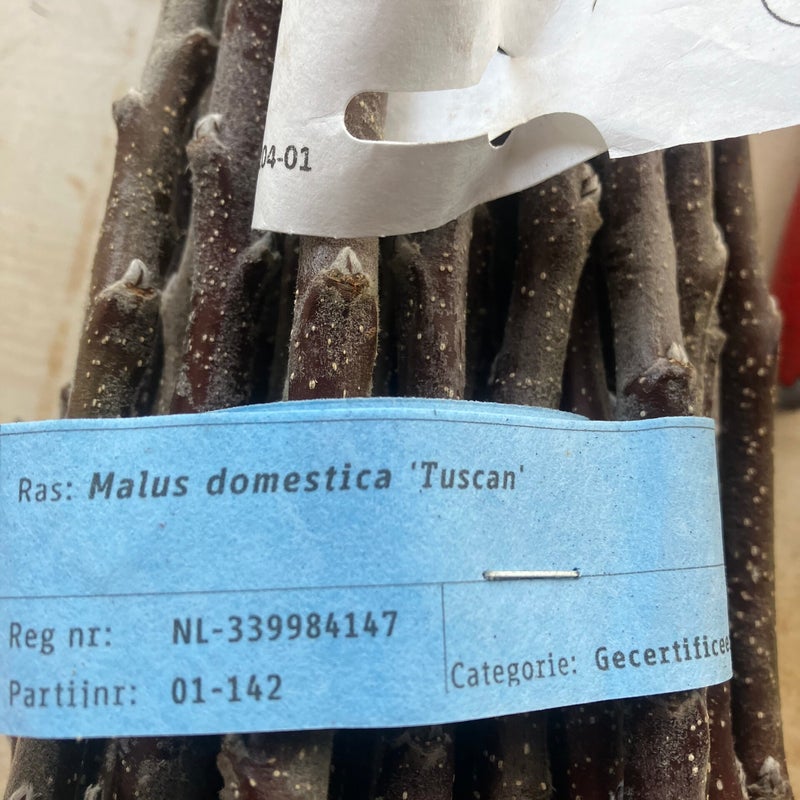 04-01
Ras: Malus domestica 'Tuscan'
Reg nr: NL-339984147
Partijnr: 01-142
Categorie: Gecertificee